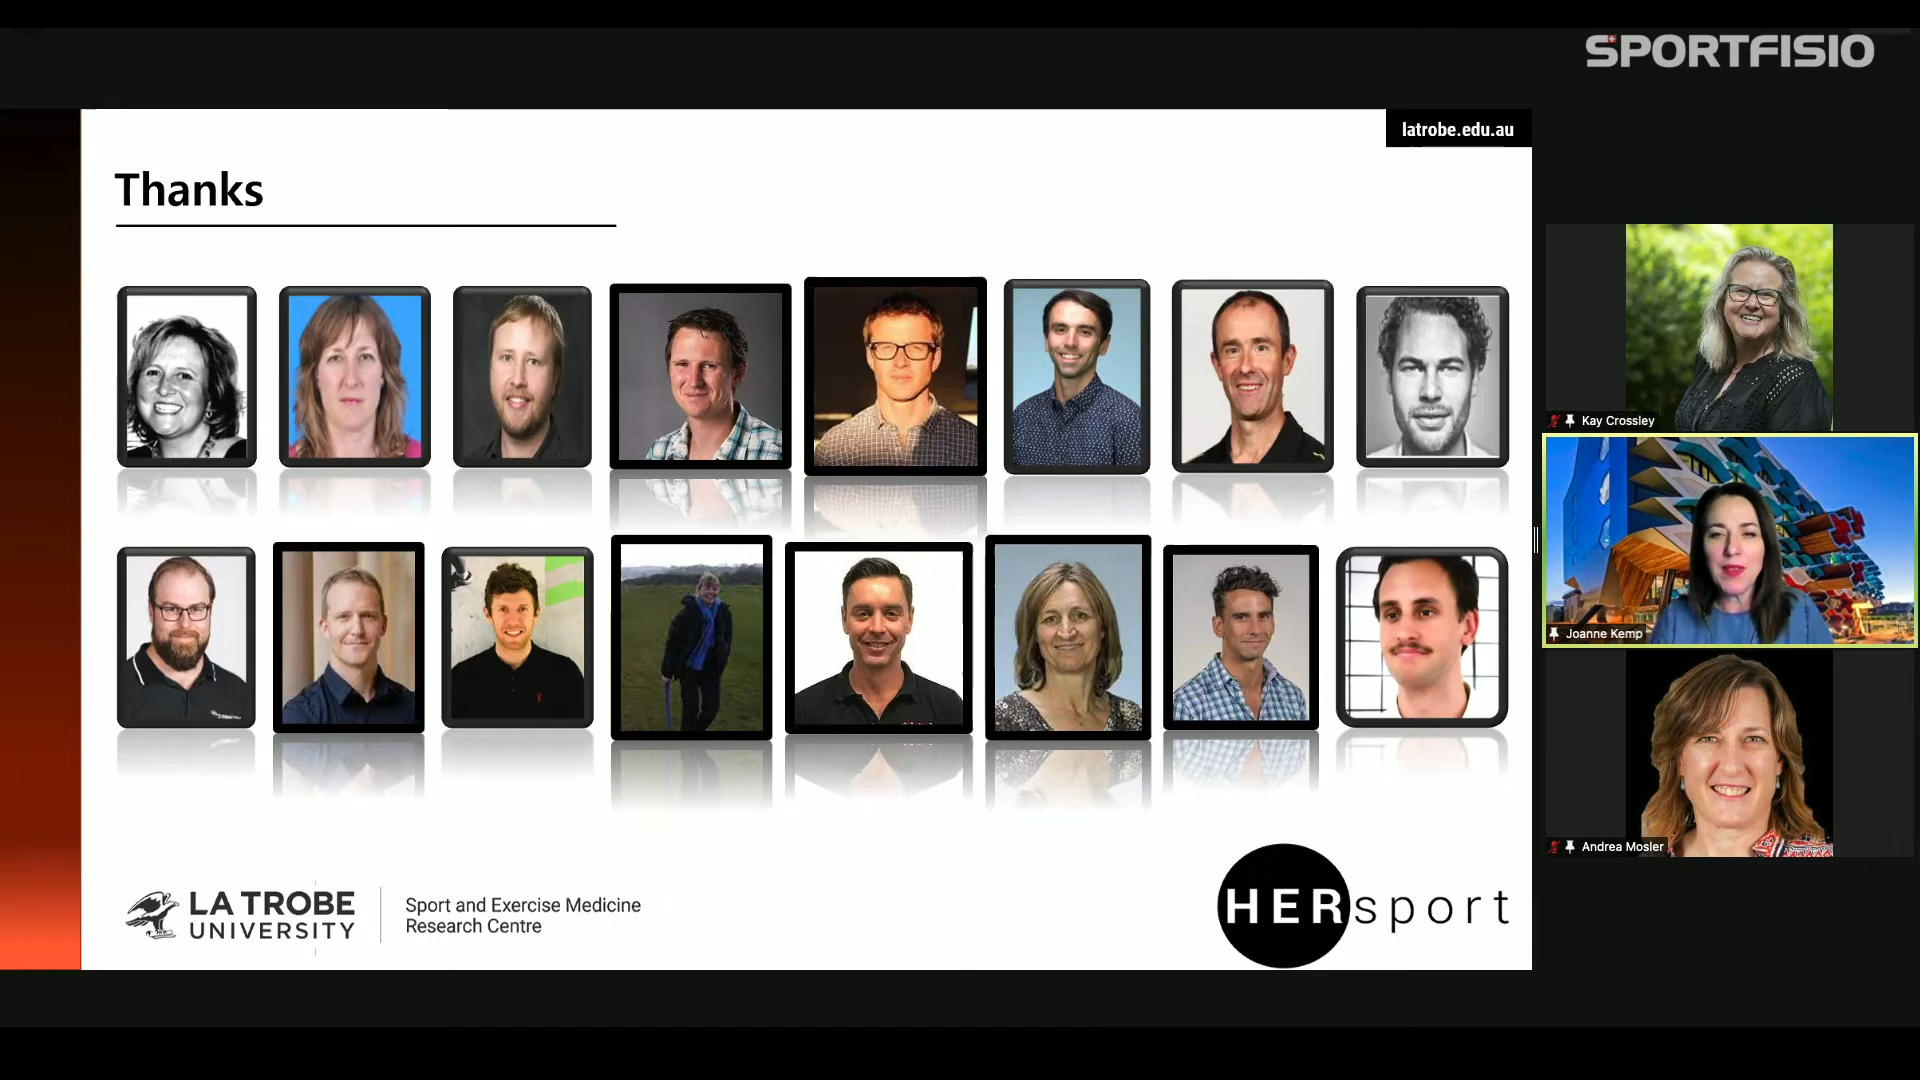 SPORTFISIO
latrobe.edu.au
Thanks
Kay Crossley
Joanne Kemp
Andrea Mosler
LA TROBE
UNIVERSITY
Sport and Exercise Medicine
Research Centre
HERsport